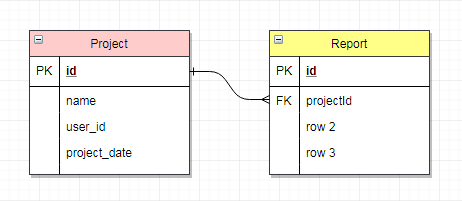 Project
PK id
name
user_id
project_date
Report
PK id
FK projectId
row 2
row 3